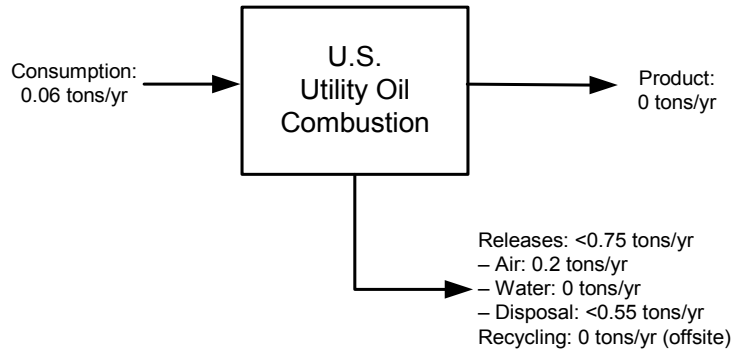 U.S.
Utility Oil
Combustion
Consumption:
0.06 tons/yr
Product:
0 tons/yr
Releases: <0.75 tons/yr
– Air: 0.2 tons/yr
– Water: 0 tons/yr
– Disposal: <0.55 tons/yr
Recycling: 0 tons/yr (offsite)